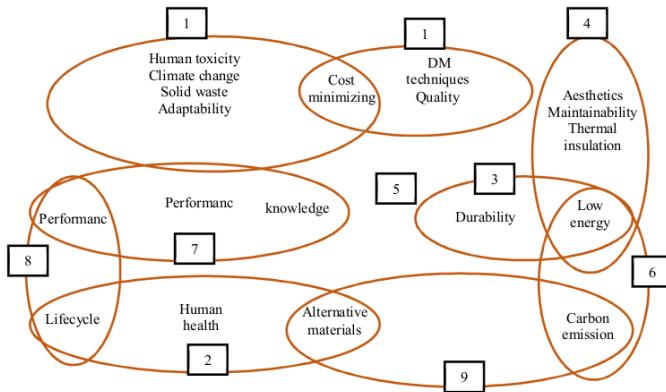 1
1
4
Human toxicity
Climate change
Solid waste
Adaptability
Cost
minimizing
DM
techniques
Quality
Aesthetics
Maintainability
Thermal
insulation
5
3
Performanc
Performanc
knowledge
Durability
Low
energy
8
7
6
Lifecycle
Human
health
Alternative
materials
Carbon
emission
2
9